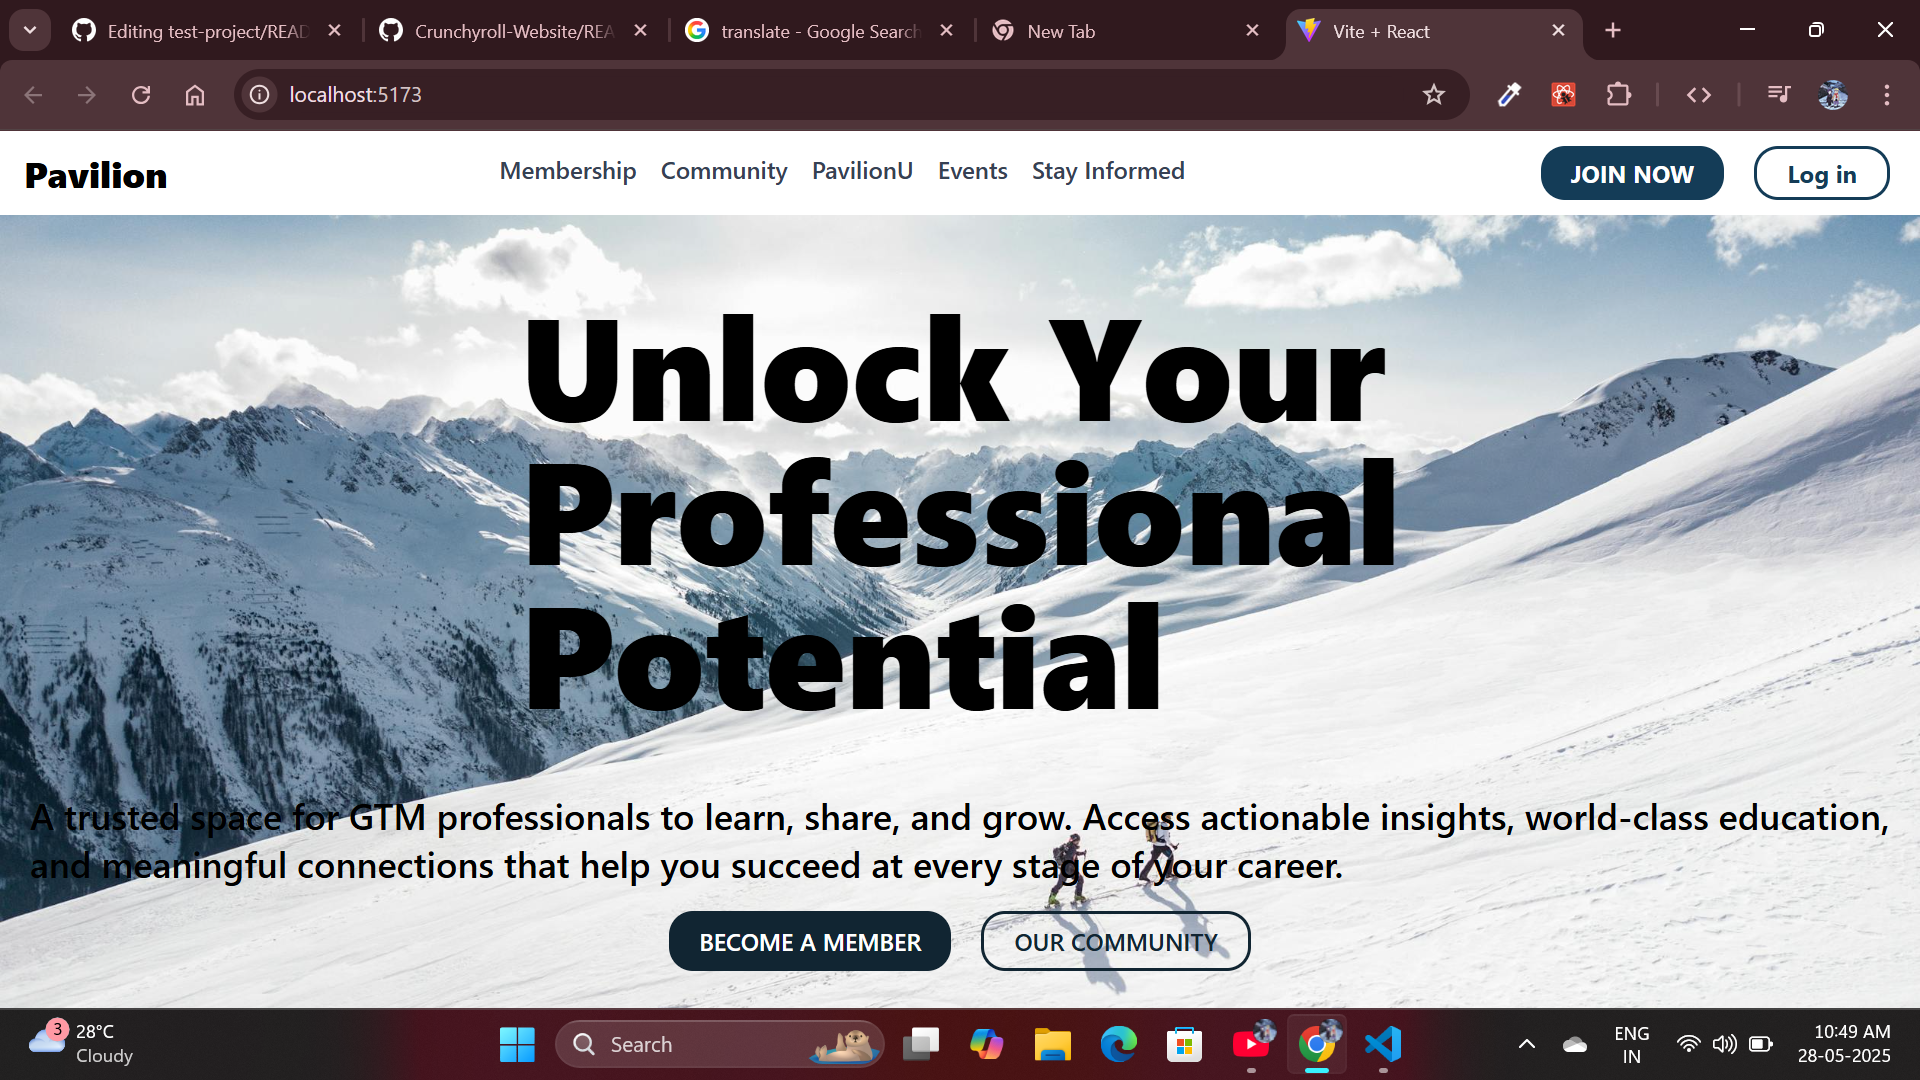 Editing test-project/READ
Crunchyroll-Website/REA
translate - Google Search
New Tab
Vite + React
localhost:5173
Pavilion
Membership Community PavilionU Events Stay Informed
JOIN NOW
Log in
Unlock Your
Professional
Potential
A trusted space for GTM professionals to learn, share, and grow. Access actionable insights, world-class education,
and meaningful connections that help you succeed at every stage of your career.
BECOME A MEMBER
OUR COMMUNITY
3
28°C
Cloudy
Search
ENG
IN
10:49 AM
28-05-2025